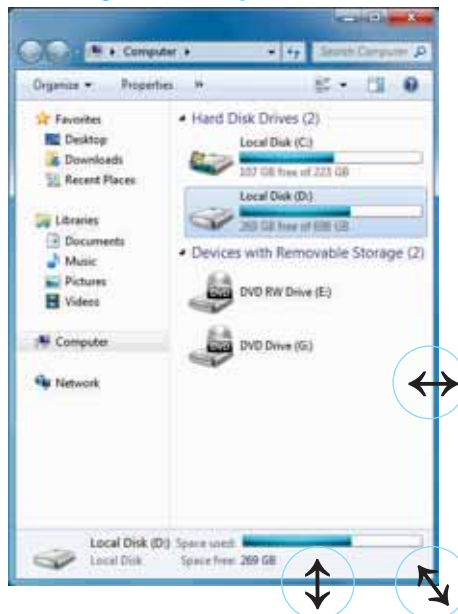 Computer
Search Computer
Organize
Properties
»
Favorites
Desktop
Downloads
Recent Places
Libraries
Documents
Music
Pictures
Videos
Computer
Network
Hard Disk Drives (2)
Local Disk (C:)
107 GB free of 223 GB
Local Disk (D:)
269 GB free of 698 GB
Devices with Removable Storage (2)
DVD RW Drive (E:)
DVD Drive (G:)
Local Disk (D:) Space used:
Local Disk Space free: 269 GB